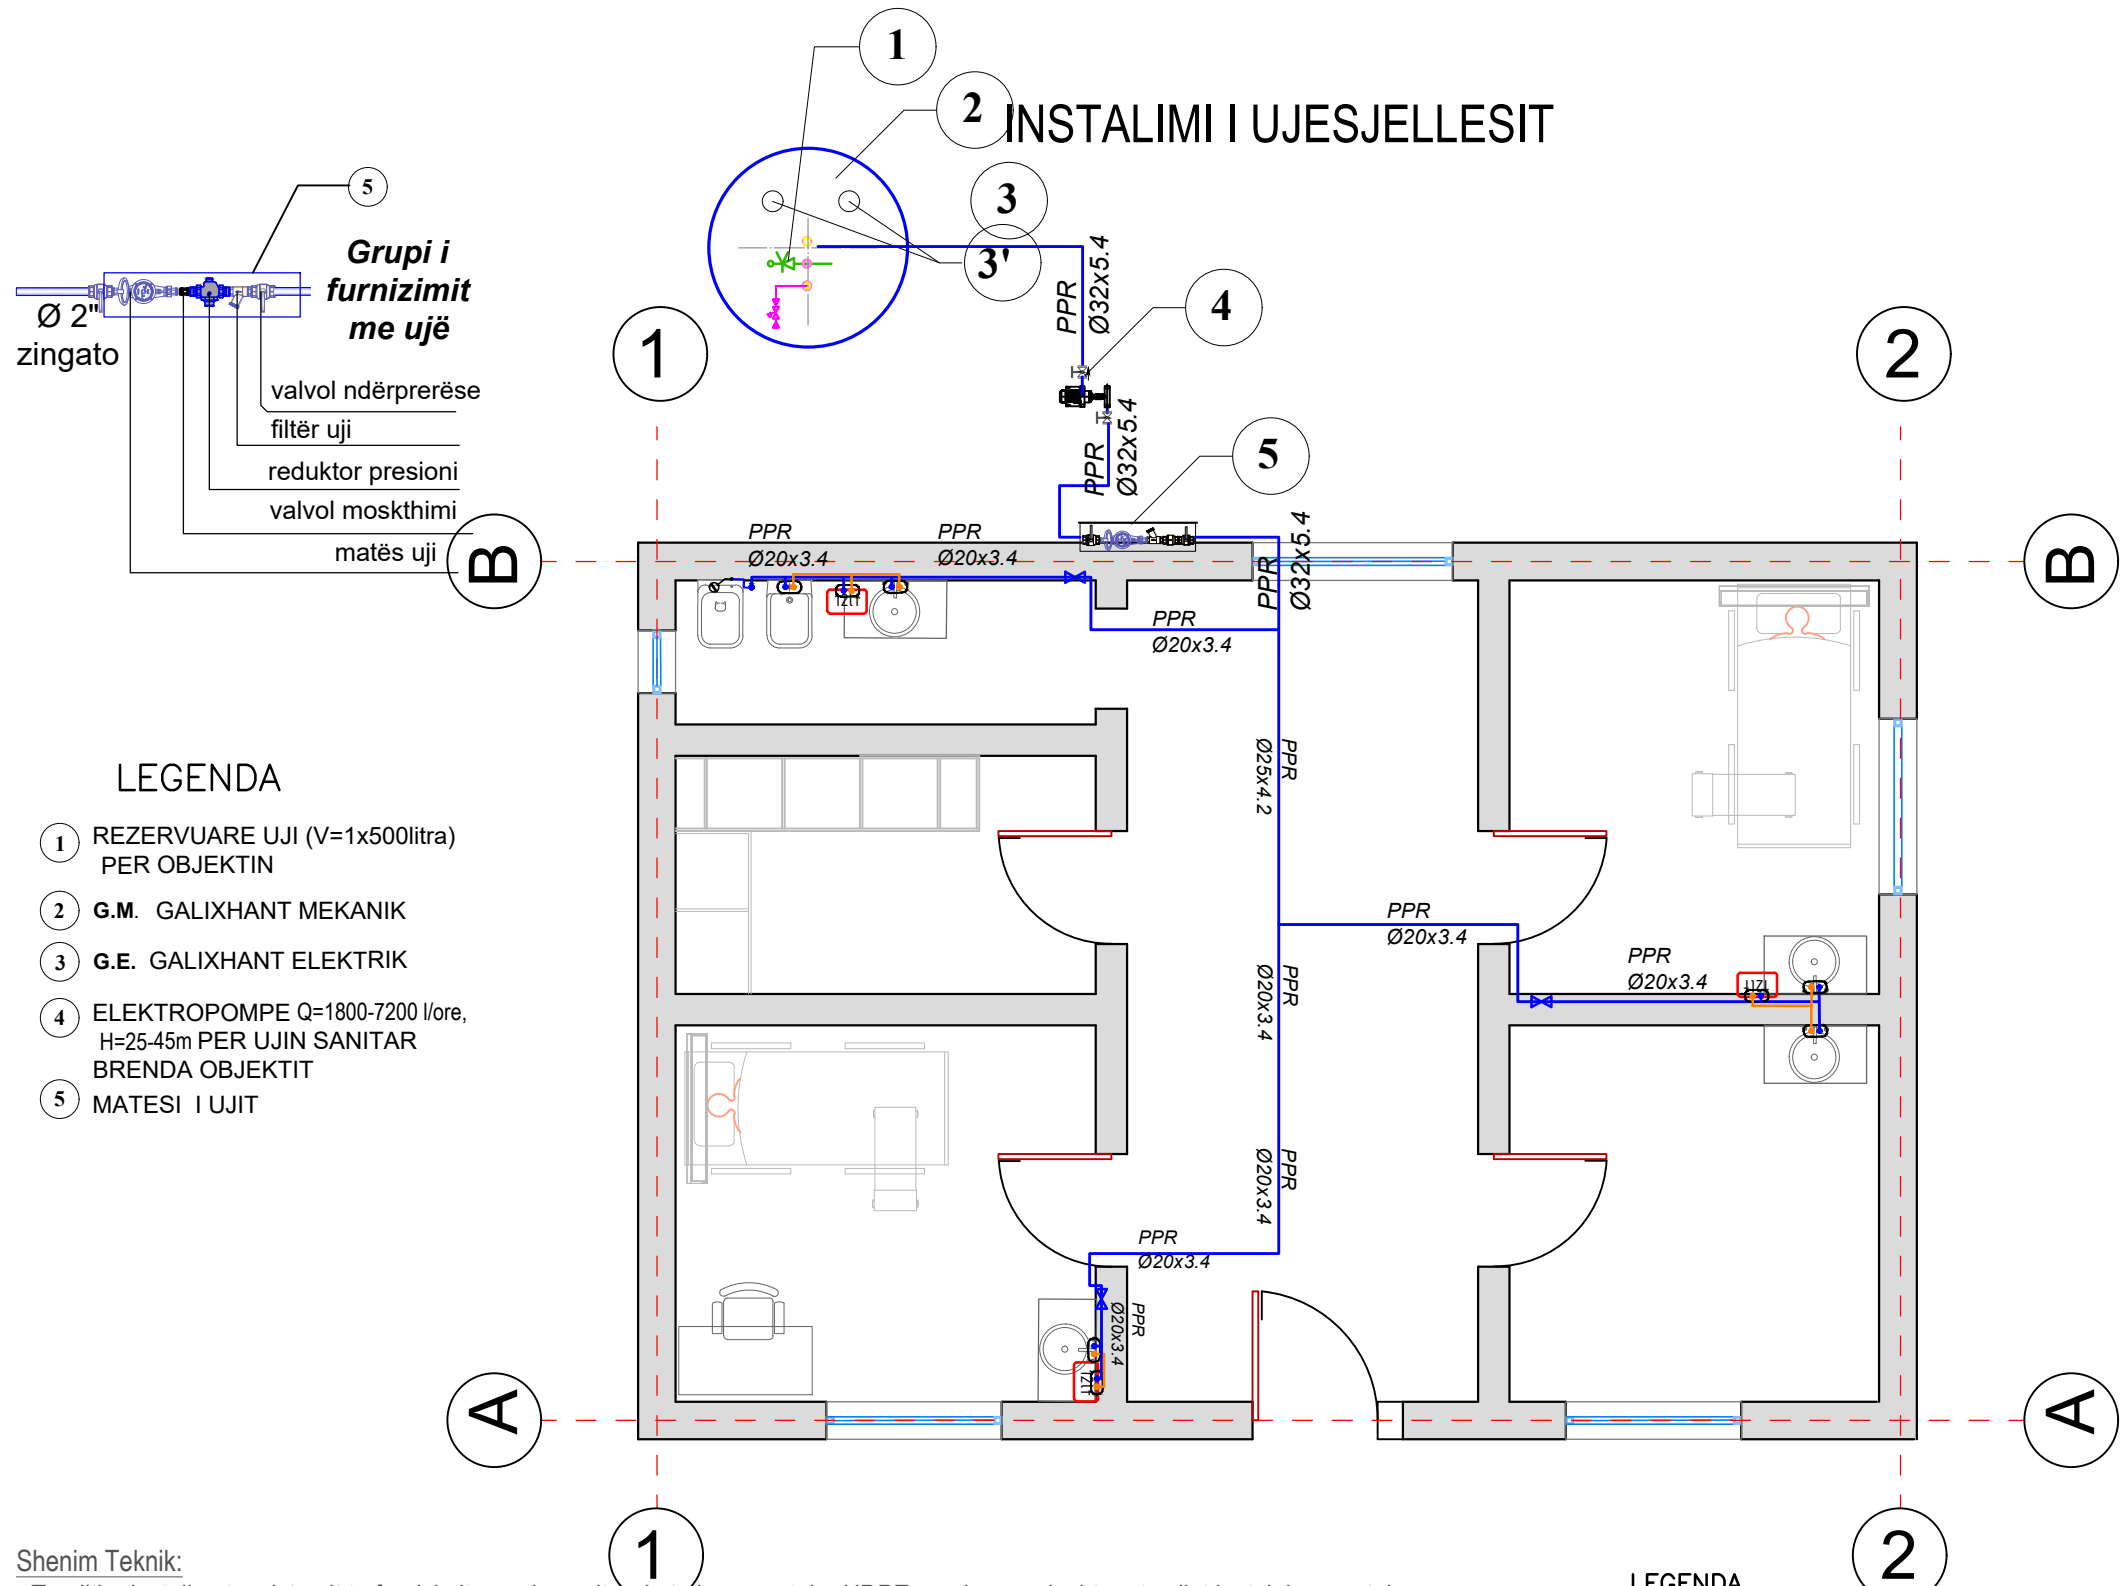 INSTALIMI I UJESJELLESIT
1
2
3
3'
4
5
5
Grupi i
furnizimit
me ujë
Ø 2"
zingato
valvol ndërprerëse
filtër uji
reduktor presioni
valvol moskthimi
matës uji
PPR
Ø32x5.4
PPR
Ø32x5.4
PPR
Ø32x5.4
1
2
B
B
PPR
Ø20x3.4
PPR
Ø20x3.4
PPR
Ø20x3.4
PPR
Ø25x4.2
PPR
Ø20x3.4
PPR
Ø20x3.4
PPR
Ø20x3.4
PPR
Ø20x3.4
PPR
Ø20x3.4
PPR
Ø20x3.4
LEGENDA
1 REZERVUARE UJI (V=1x500litra)
PER OBJEKTIN
2 G.M. GALIXHANT MEKANIK
3 G.E. GALIXHANT ELEKTRIK
4 ELEKTROPOMPE Q=1800-7200 l/ore,
H=25-45m PER UJIN SANITAR
BRENDA OBJEKTIT
5 MATESI I UJIT
A
A
1
2
Shenim Teknik:
LEGENDA